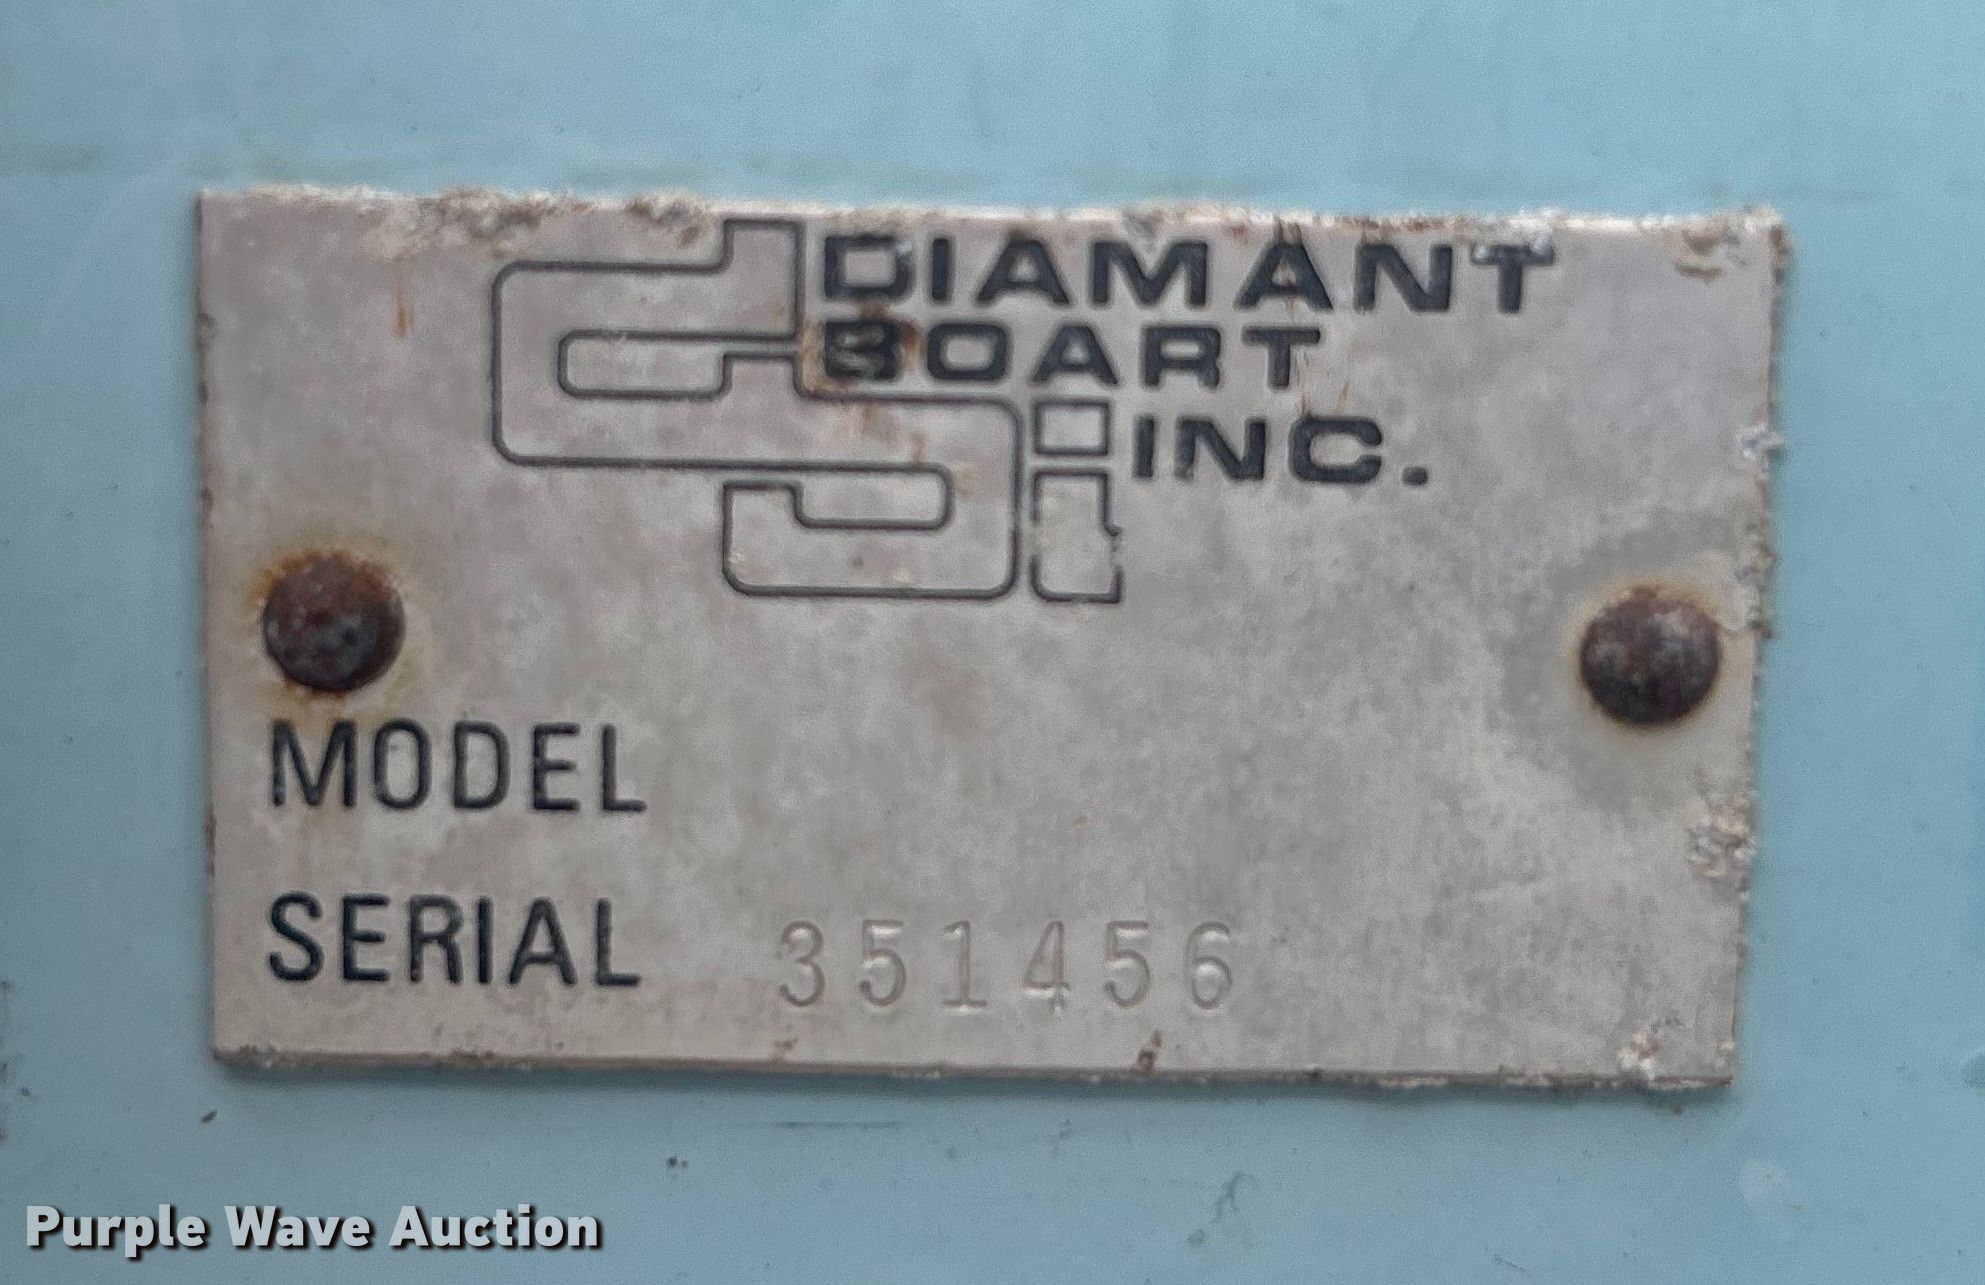 DIAMANT
BOART
INC.
MODEL
SERIAL 351456
Purple Wave Auction